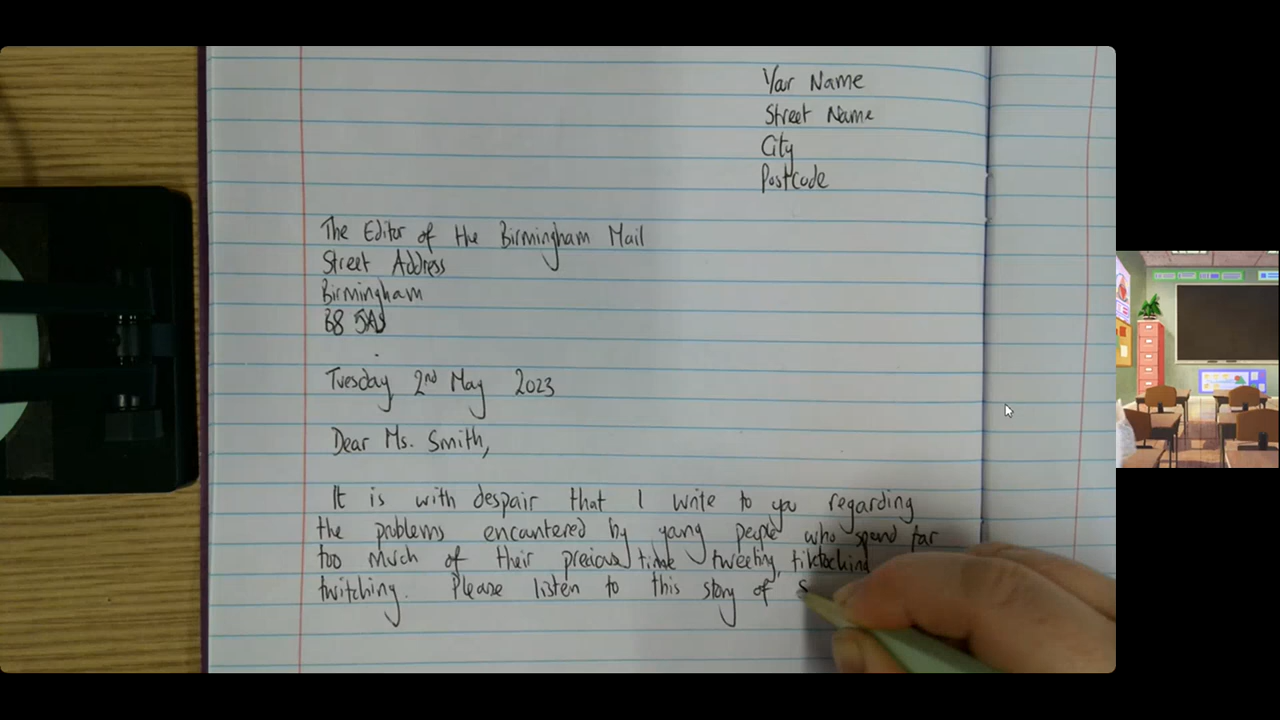 Your Name
Street Name
City
Postcode
The Editor of the Birmingham Mail
Street Address
Birmingham
B8 5AS
Tuesday 2nd May 2023
Dear Ms. Smith,
It is with despair that I write to you regarding
the problems encountered by young people who spend far
too much of their precious time tweeting, tiktocking
twitching. Please listen to this story of S